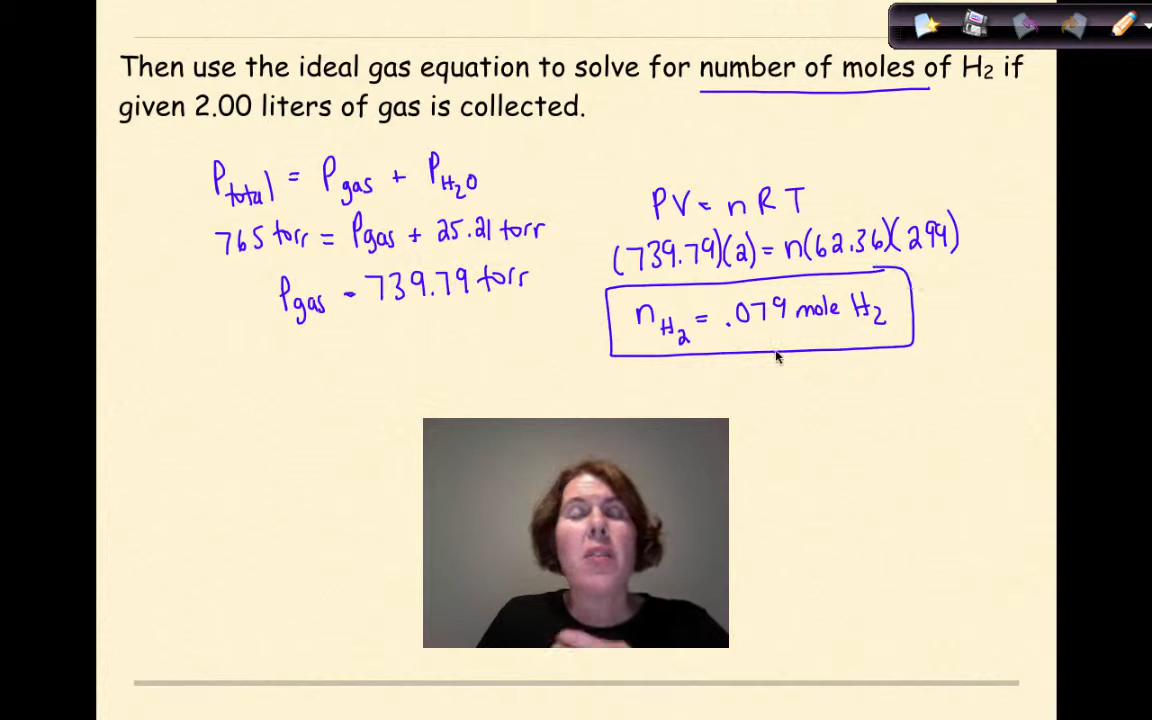 Then use the ideal gas equation to solve for number of moles of H₂ if
given 2.00 liters of gas is collected.
Ptotal = Pgas + PH₂O
765 torr = Pgas + 25.21 torr
Pgas = 739.79 torr
PV = nRT
(739.79)(2) = n(62.36)(299)
nH₂ = .079 mole H₂